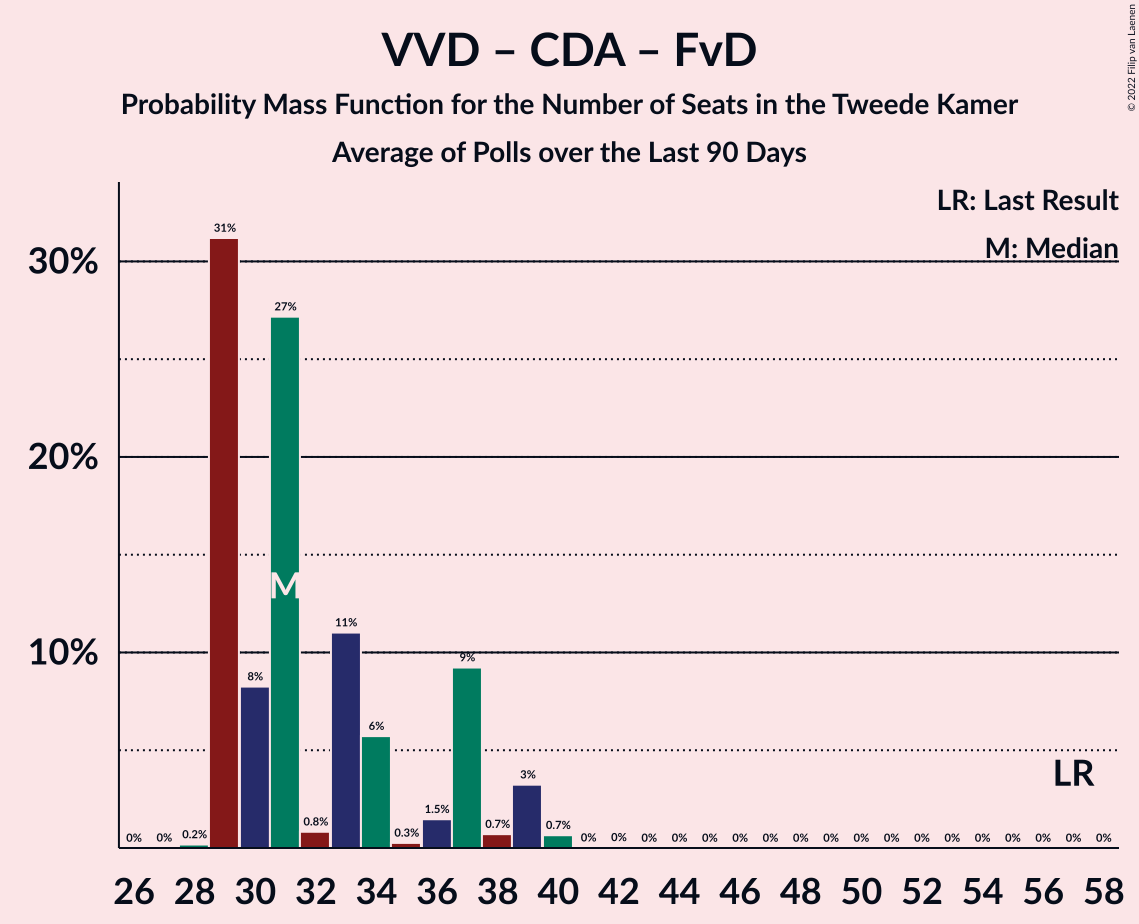 © 2022 Filip van Laenen
VVD – CDA – FvD
Probability Mass Function for the Number of Seats in the Tweede Kamer
Average of Polls over the Last 90 Days
LR: Last Result
M: Median
30%
20%
10%
0% 0% 0.2% 31% 8% 27% 0.8% 11% 6% 0.3% 1.5% 9% 0.7% 3% 0.7% 0% 0% 0% 0% 0% 0% 0% 0% 0% 0% 0% 0% 0% 0% 0% 0% 0% 0%
M
LR
26 28 30 32 34 36 38 40 42 44 46 48 50 52 54 56 58